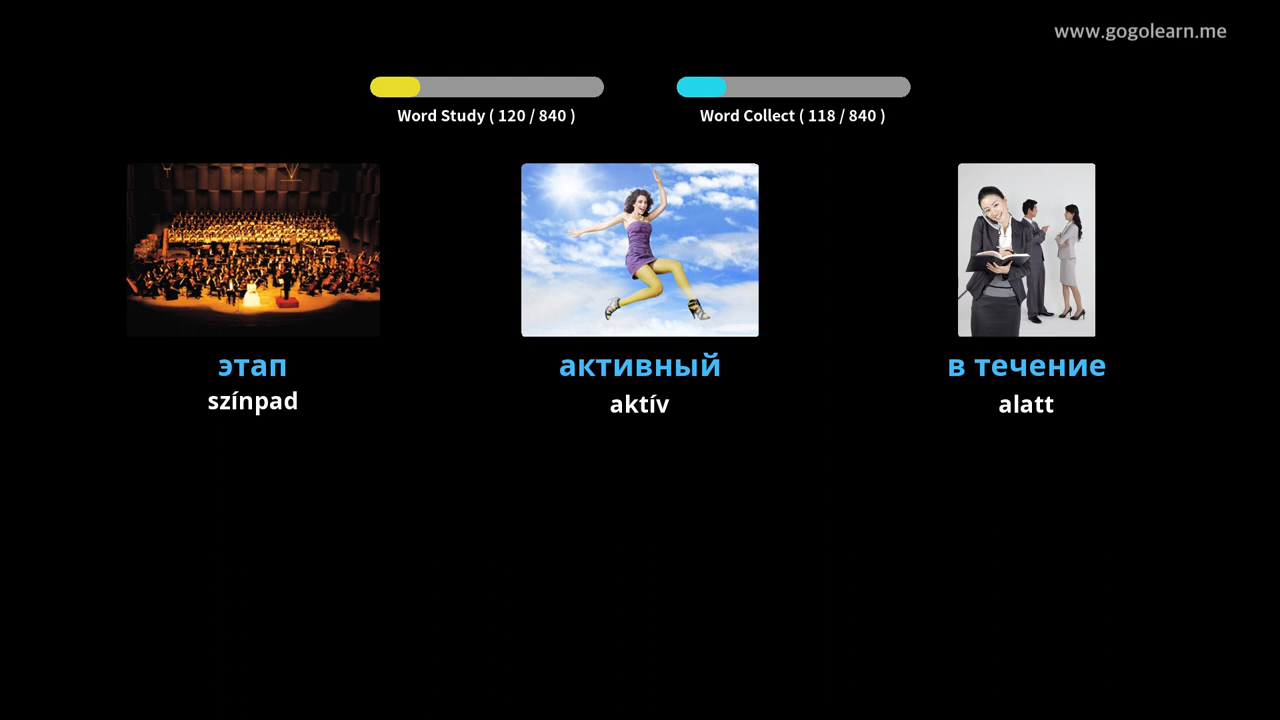 www.gogolearn.me
Word Study ( 120 / 840 )
Word Collect ( 118 / 840 )
этап
színpad
активный
aktív
в течение
alatt